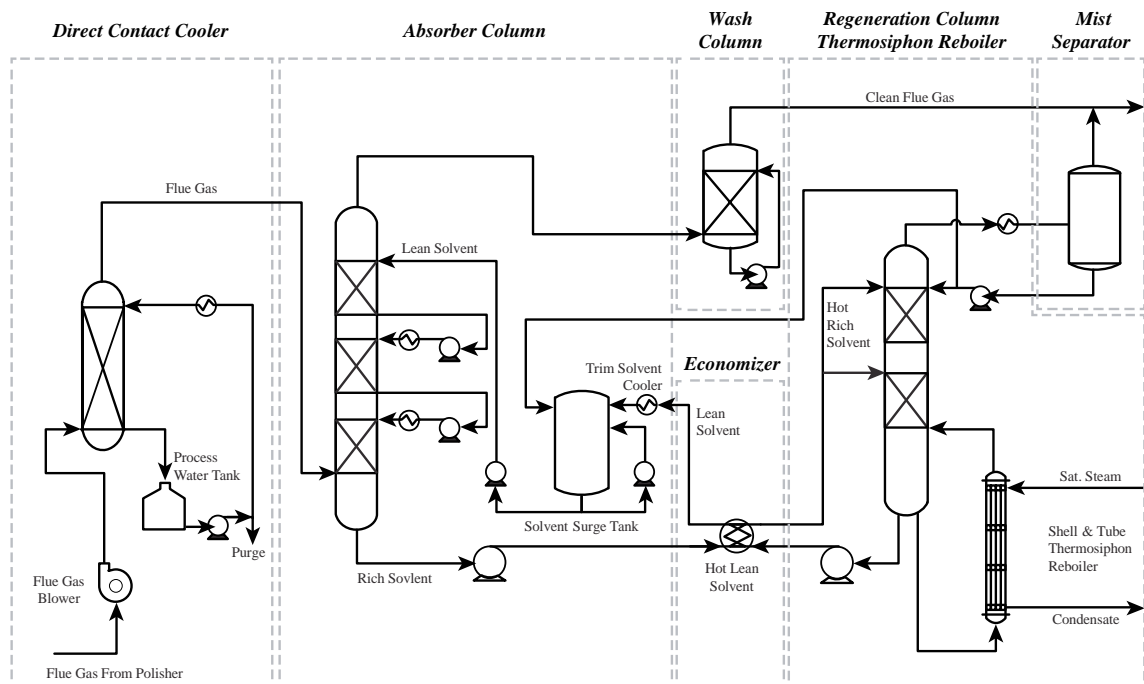 Direct Contact Cooler
Absorber Column
Wash
Column
Regeneration Column
Thermosiphon Reboiler
Mist
Separator
Clean Flue Gas
Flue Gas
Lean Solvent
Hot
Rich
Solvent
Economizer
Trim Solvent
Cooler
Lean
Solvent
Process
Water Tank
Sat. Steam
Solvent Surge Tank
Shell & Tube
Thermosiphon
Reboiler
Purge
Rich Sovlent
Hot Lean
Solvent
Flue Gas
Blower
Condensate
Flue Gas From Polisher